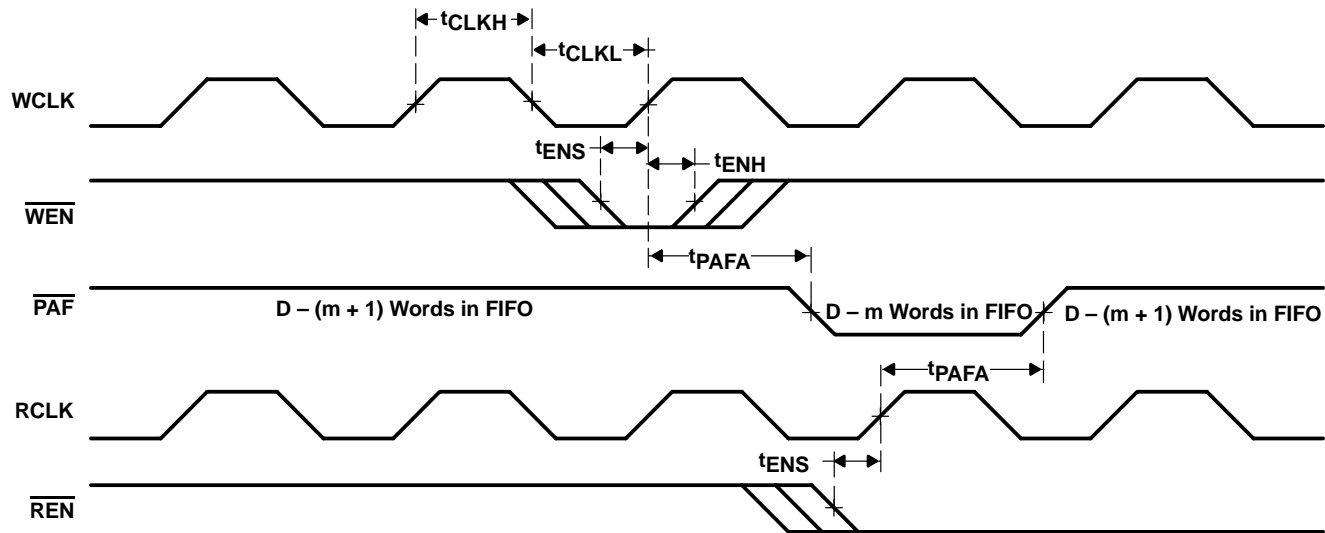 tCLKH
tCLKL
WCLK
tENS
tENH
WEN
tPAFA
PAF
D – (m + 1) Words in FIFO
D – m Words in FIFO
D – (m + 1) Words in FIFO
tPAFA
RCLK
tENS
REN